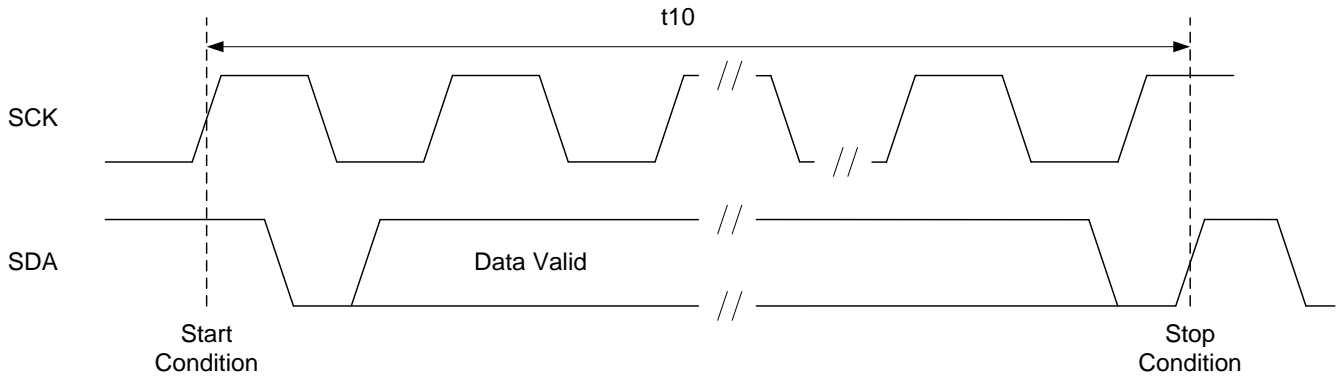 t10
SCK
SDA
Data Valid
Start
Condition
Stop
Condition